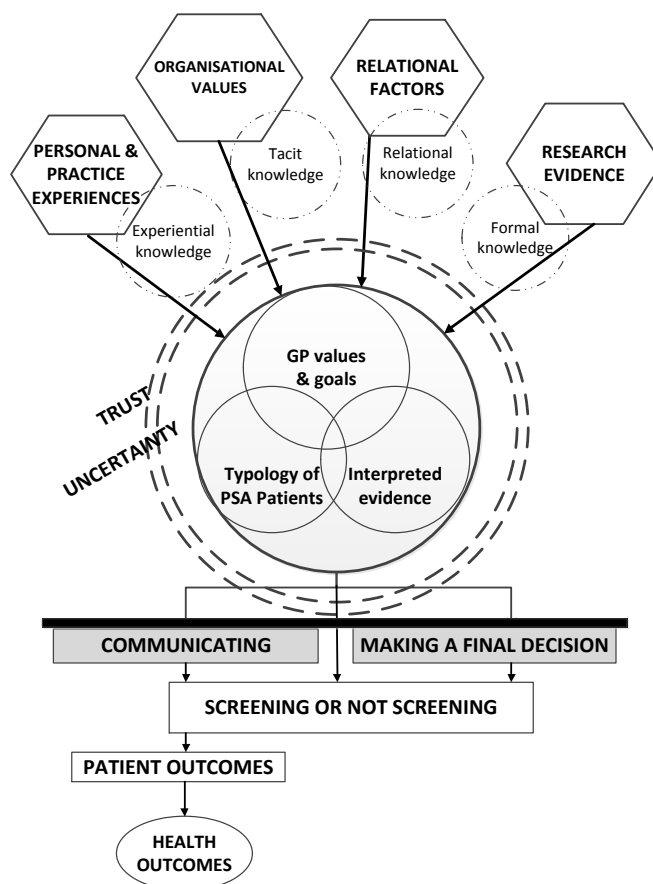 ORGANISATIONAL
VALUES
RELATIONAL
FACTORS
PERSONAL &
PRACTICE
EXPERIENCES
RESEARCH
EVIDENCE
Tacit
knowledge
Relational
knowledge
Experiential
knowledge
Formal
knowledge
GP values
& goals
TRUST
UNCERTAINTY
Typology of
PSA Patients
Interpreted
evidence
COMMUNICATING
MAKING A FINAL DECISION
SCREENING OR NOT SCREENING
PATIENT OUTCOMES
HEALTH
OUTCOMES